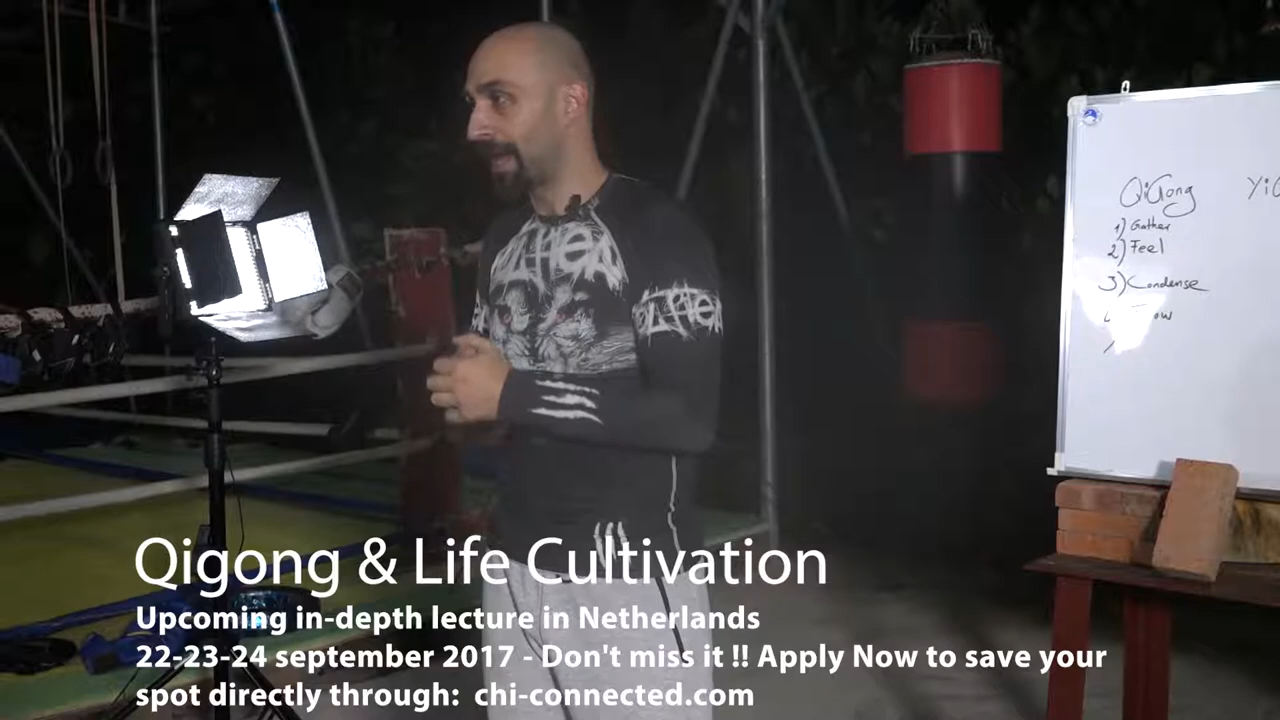 QiGong
1) Gather
2) Feel
3) Condense
Qigong & Life Cultivation
Upcoming in-depth lecture in Netherlands
22-23-24 september 2017 - Don't miss it !! Apply Now to save your
spot directly through: chi-connected.com